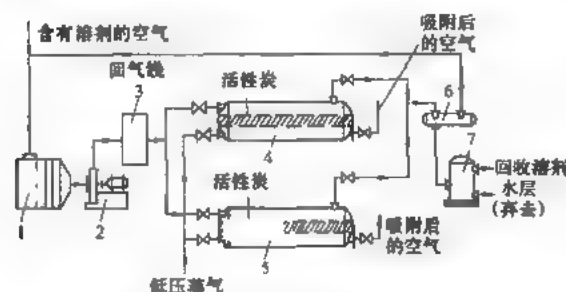 含有溶剂的空气
回气线
3
活性炭
4
吸附后
的空气
6
7
回收溶剂
水层
(弃去)
1
2
活性炭
5
吸附后
的空气
低压蒸气